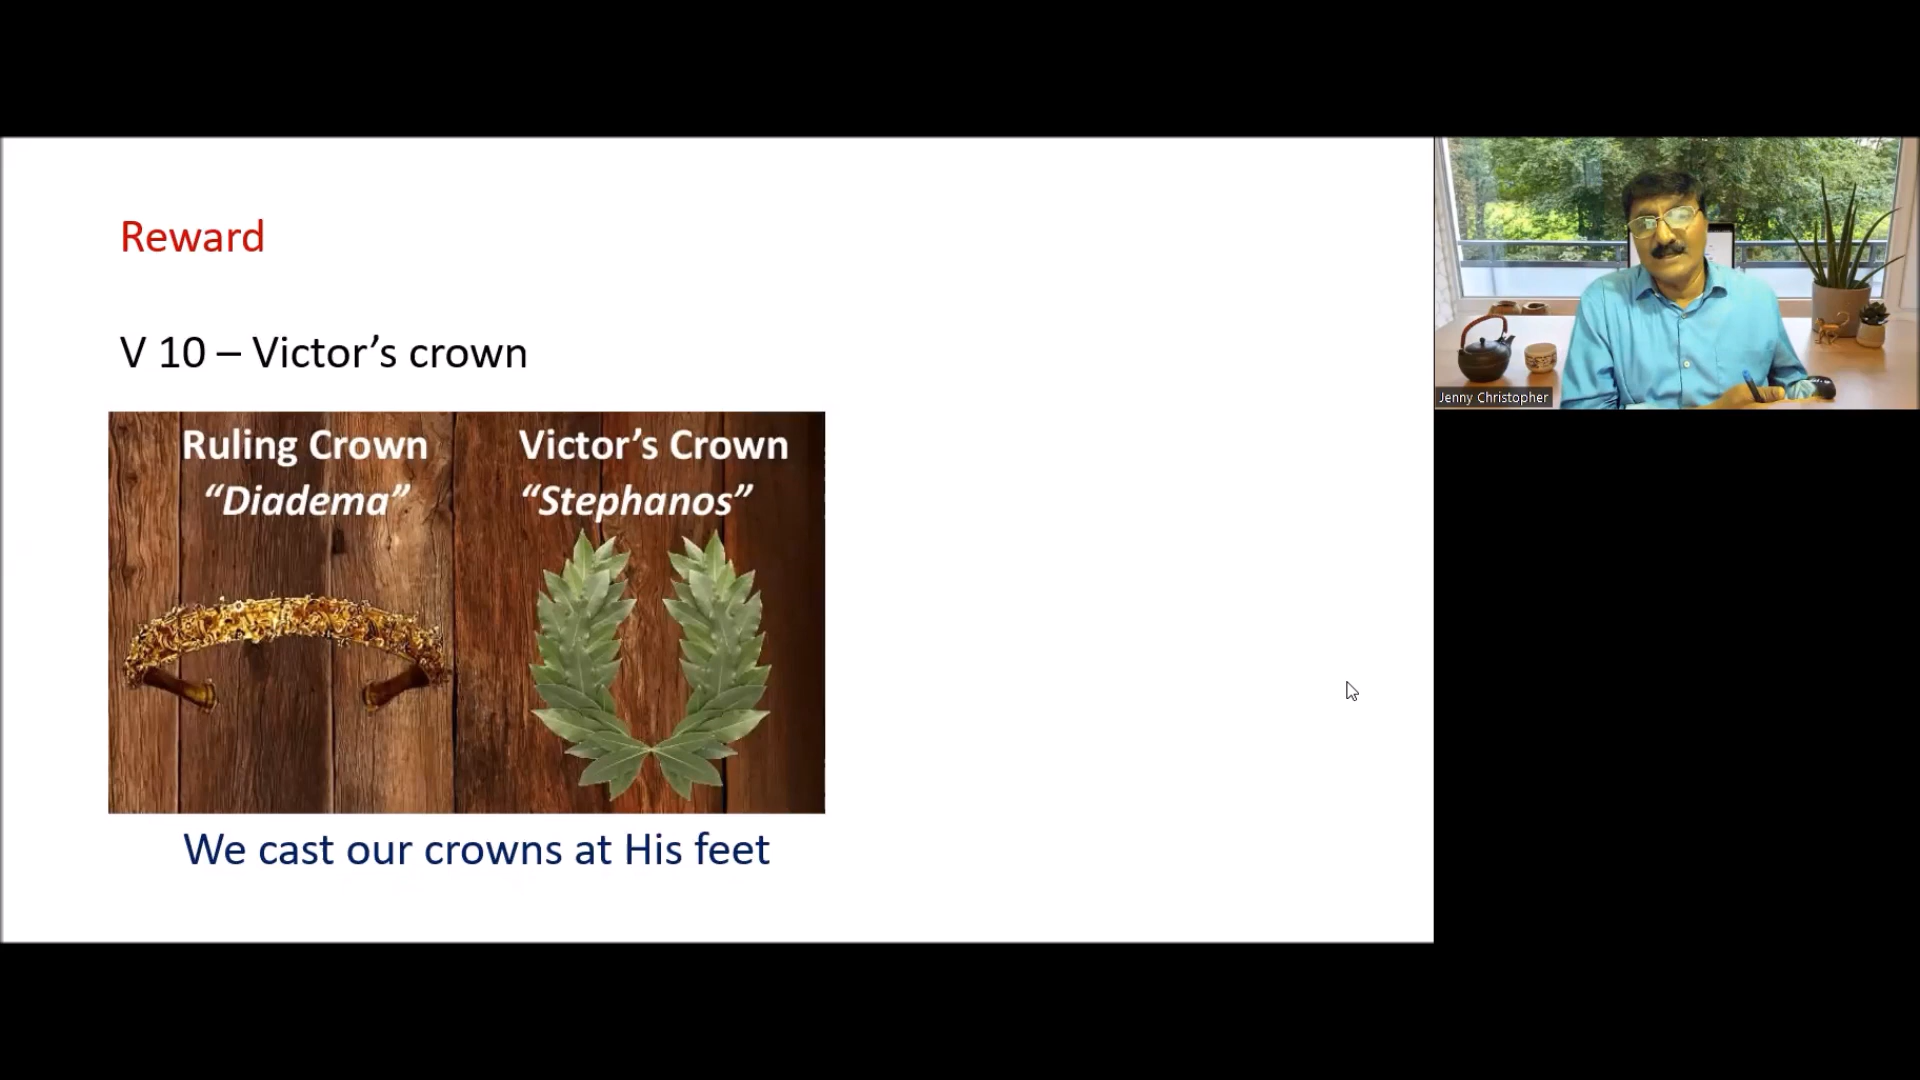 Reward
V 10 – Victor’s crown
Ruling Crown
“Diadema”
Victor’s Crown
“Stephanos”
We cast our crowns at His feet
Jenny Christopher